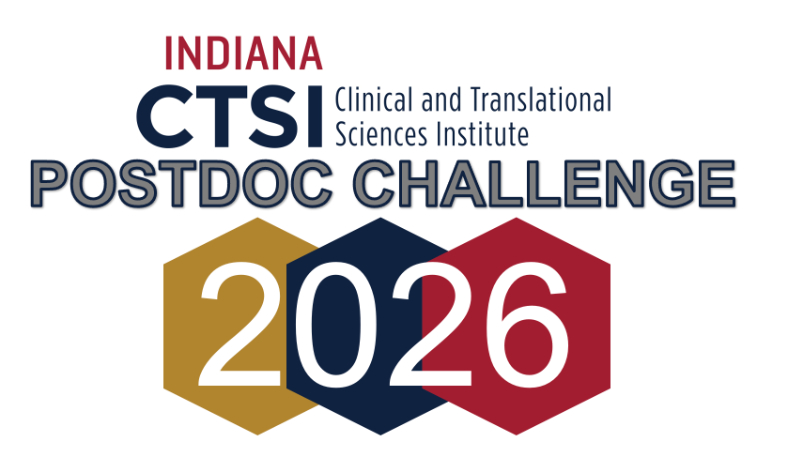 INDIANA
CTSI Clinical and Translational
Sciences Institute
POSTDOC CHALLENGE
2026